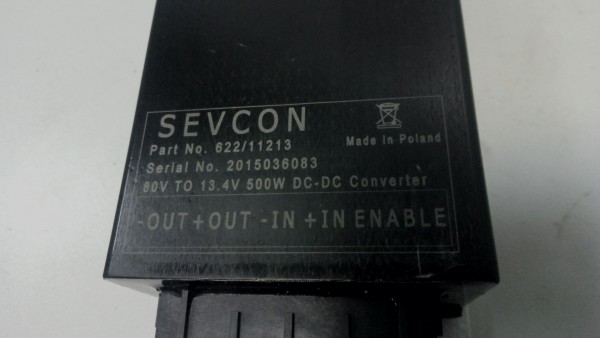 SEVCON
Part No. 622/11213
Made in Poland
Serial No. 2015036083
80V TO 13.4V 500W DC-DC Converter
-OUT +OUT -IN +IN ENABLE